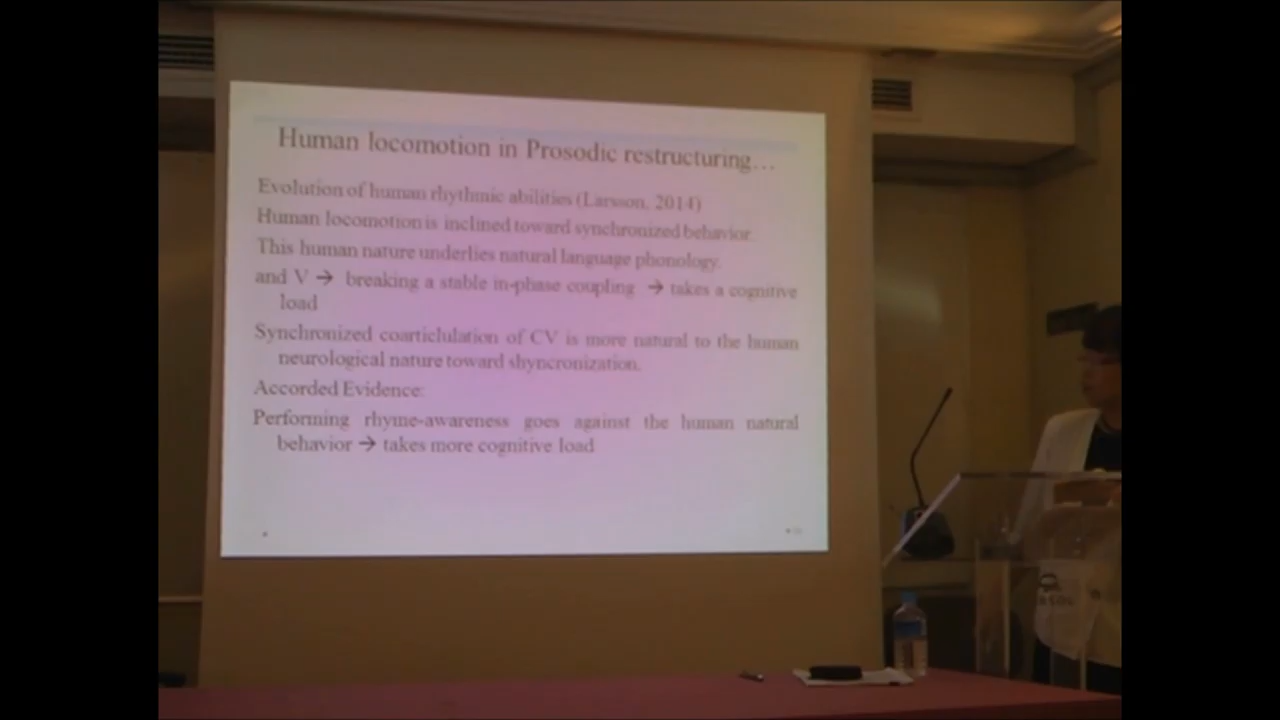 Human locomotion in Prosodic restructuring…
Evolution of human rhythmic abilities (Larsson, 2014)
Human locomotion is inclined toward synchronized behavior.
This human nature underlies natural language phonology.
and V → breaking a stable in-phase coupling → takes a cognitive
load
Synchronized coarticlulation of CV is more natural to the human
neurological nature toward shyncronization.
Accorded Evidence:
Performing rhyme-awareness goes against the human natural
behavior → takes more cognitive load